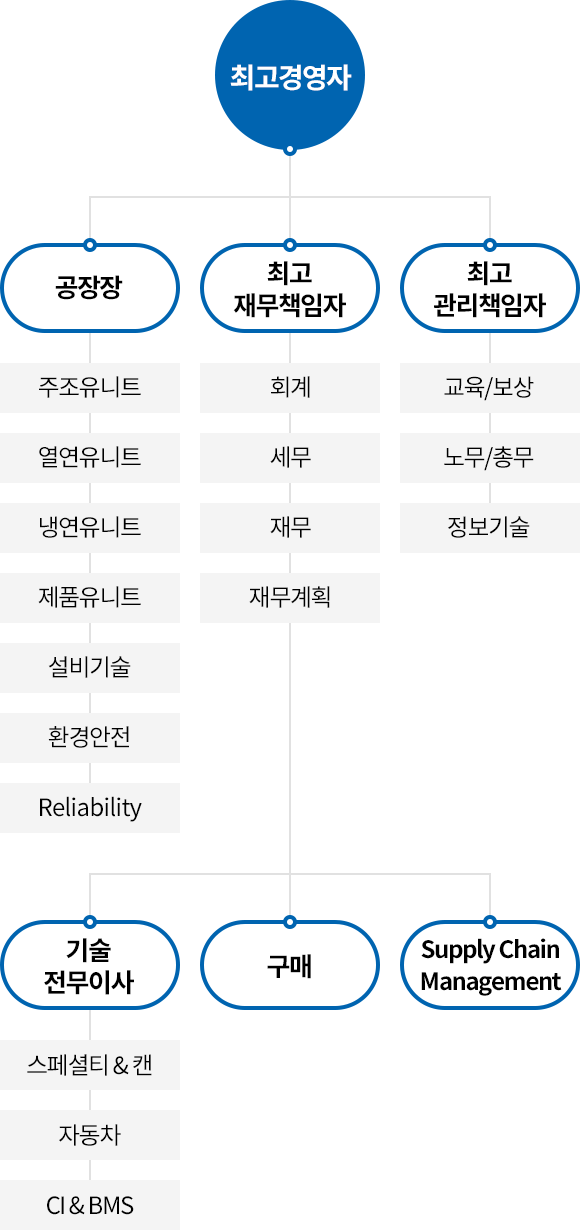 최고경영자
공장장
최고
재무책임자
최고
관리책임자
주조유니트
회계
교육/보상
열연유니트
세무
노무/총무
냉연유니트
재무
정보기술
제품유니트
재무계획
설비기술
환경안전
Reliability
기술
전무이사
구매
Supply Chain
Management
스페셜티 & 캔
자동차
CI & BMS